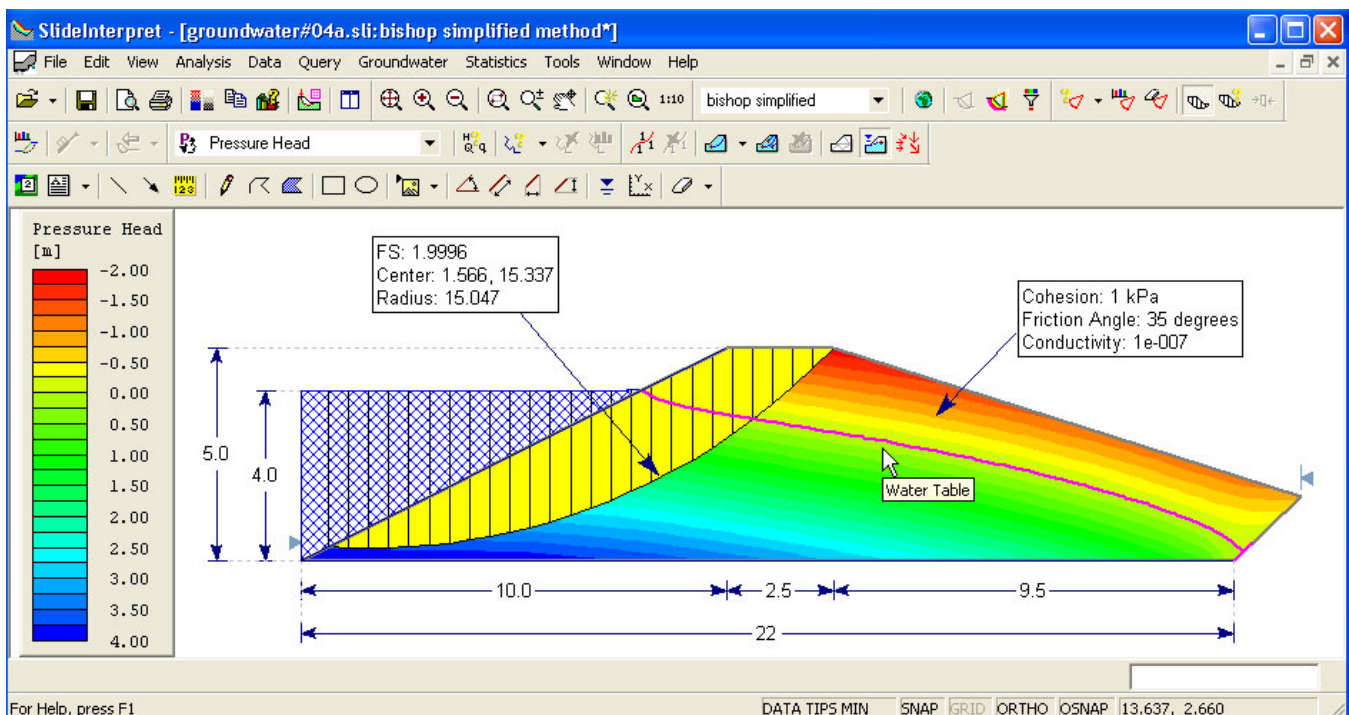 SlideInterpret - [groundwater#04a.sli:bishop simplified method*]
File Edit View Analysis Data Query Groundwater Statistics Tools Window Help
1:10 bishop simplified
Pressure Head
Pressure Head
[m]
-2.00
-1.50
-1.00
-0.50
0.00
0.50
1.00
1.50
2.00
2.50
3.00
3.50
4.00
FS: 1.9996
Center: 1.566, 15.337
Radius: 15.047
Cohesion: 1 kPa
Friction Angle: 35 degrees
Conductivity: 1e-007
5.0
4.0
Water Table
10.0
2.5
9.5
22
For Help, press F1
DATA TIPS MIN SNAP GRID ORTHO OSNAP 13.637, 2.660